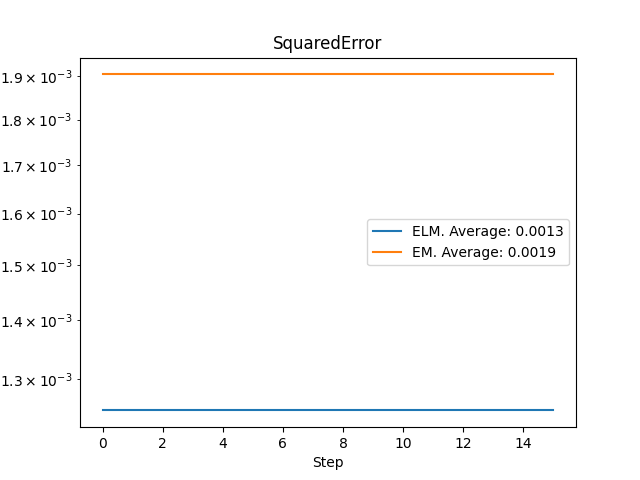 SquaredError
1.9 × 10⁻³
1.8 × 10⁻³
1.7 × 10⁻³
1.6 × 10⁻³
1.5 × 10⁻³
1.4 × 10⁻³
1.3 × 10⁻³
ELM. Average: 0.0013
EM. Average: 0.0019
0 2 4 6 8 10 12 14
Step